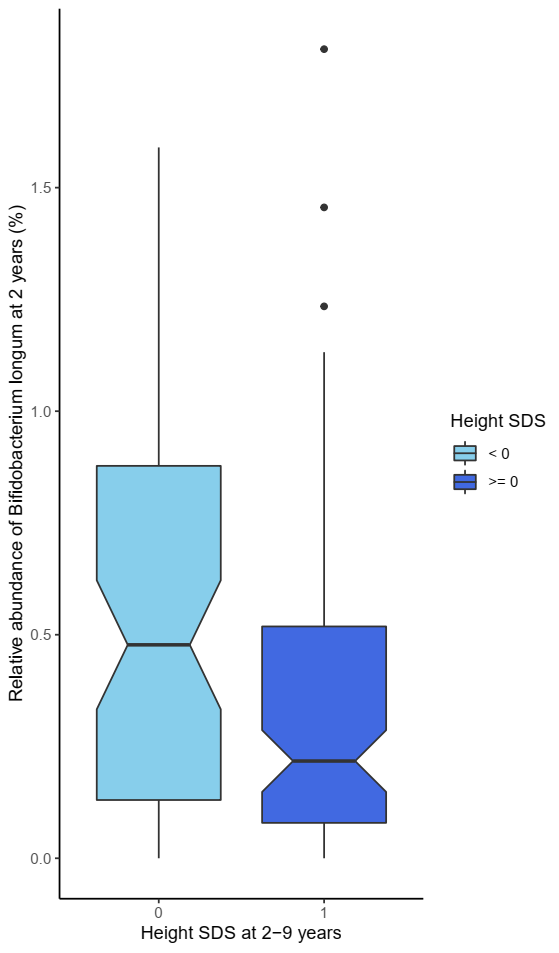 Relative abundance of Bifidobacterium longum at 2 years (%)
1.5
1.0
0.5
0.0
0 1
Height SDS at 2−9 years
Height SDS
< 0
>= 0